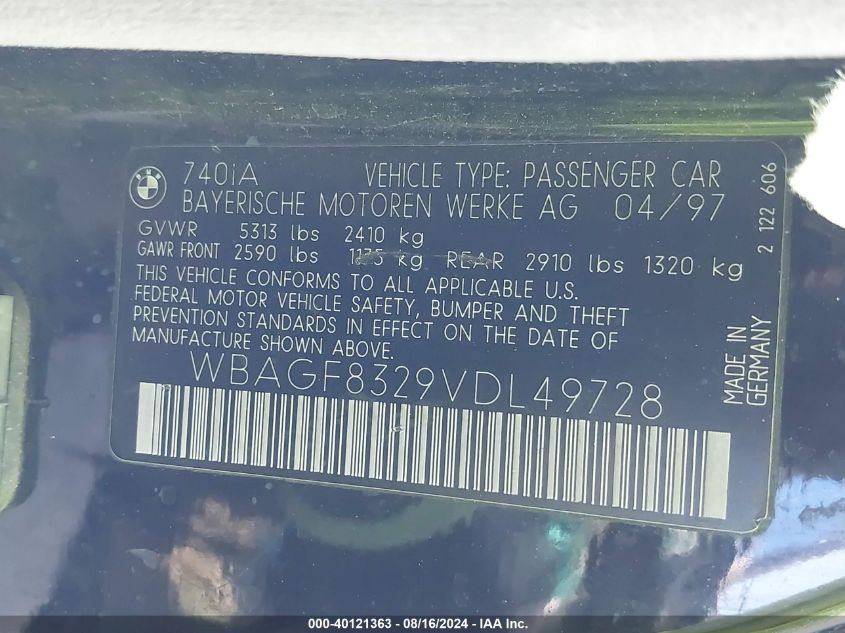 BMW
740iA VEHICLE TYPE: PASSENGER CAR
BAYERISCHE MOTOREN WERKE AG 04/97
GVWR 5313 lbs 2410 kg
GAWR FRONT 2590 lbs 1175 kg REAR 2910 lbs 1320 kg
THIS VEHICLE CONFORMS TO ALL APPLICABLE U.S.
FEDERAL MOTOR VEHICLE SAFETY, BUMPER AND THEFT
PREVENTION STANDARDS IN EFFECT ON THE DATE OF
MANUFACTURE SHOWN ABOVE.
WBAGF8329VDL49728
MADE IN
GERMANY
2 122 606
000-40121363 - 08/16/2024 - IAA Inc.